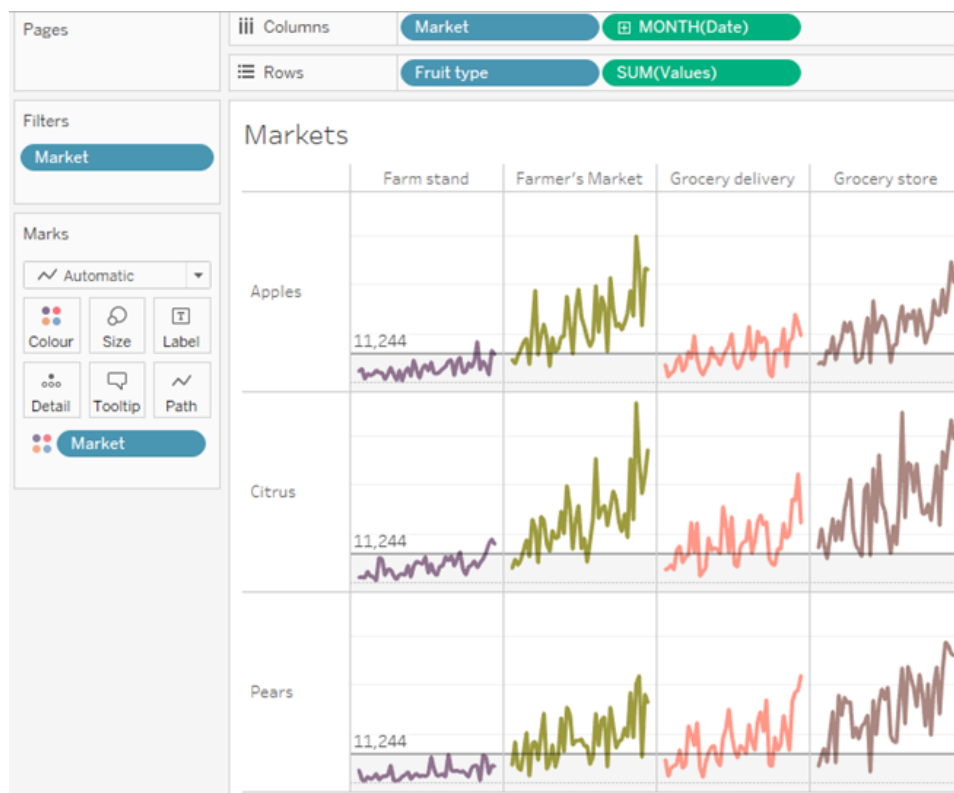 Pages
Columns Market MONTH(Date)
Rows Fruit type SUM(Values)
Filters
Market
Marks
Automatic
Colour Size Label
Detail Tooltip Path
Market
Markets
Farm stand Farmer's Market Grocery delivery Grocery store
Apples
11,244
Citrus
11,244
Pears
11,244